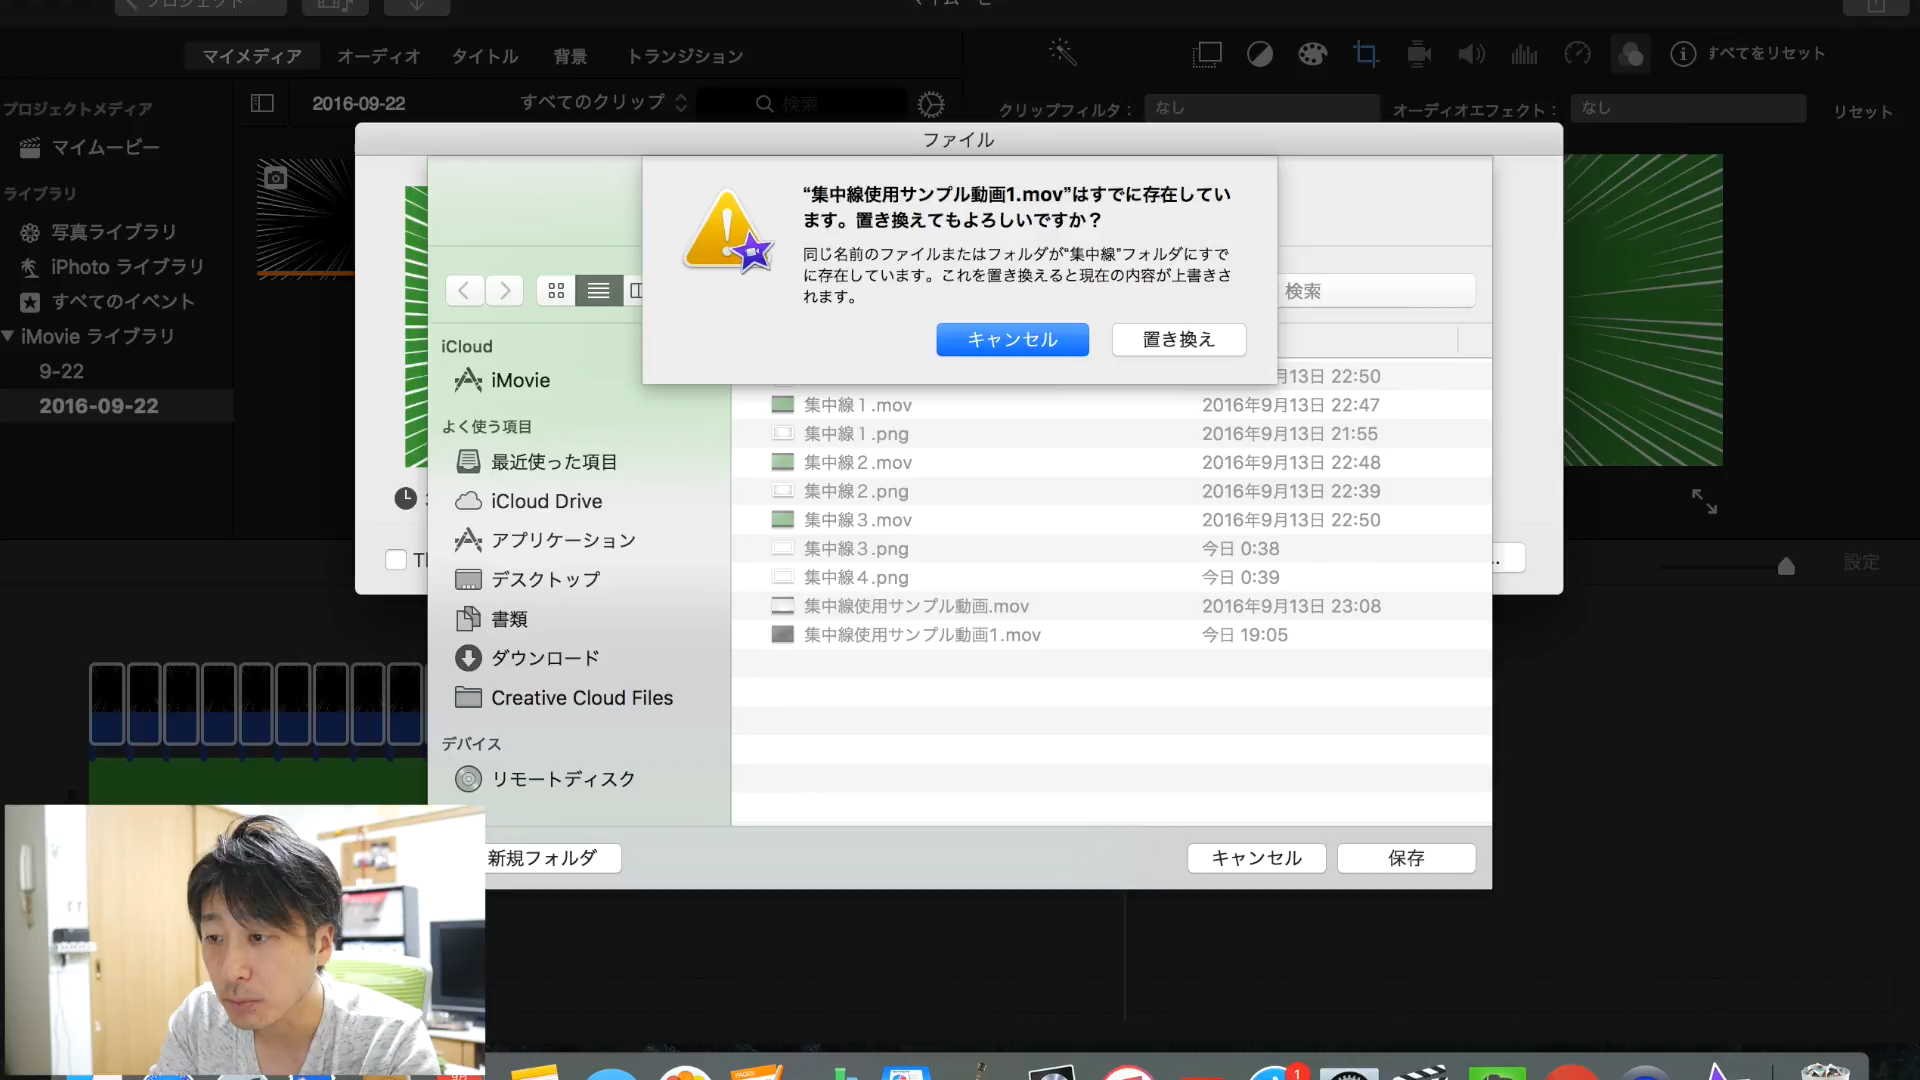 プロジェクト
マイメディア オーディオ タイトル 背景 トランジション
すべてをリセット
プロジェクトメディア
2016-09-22 すべてのクリップ 検索
クリップフィルタ： なし オーディオエフェクト： なし リセット
マイムービー
ライブラリ
写真ライブラリ
iPhoto ライブラリ
すべてのイベント
iMovie ライブラリ
9-22
2016-09-22
ファイル
“集中線使用サンプル動画1.mov”はすでに存在してい
ます。置き換えてもよろしいですか？
同じ名前のファイルまたはフォルダが“集中線”フォルダにすで
に存在しています。これを置き換えると現在の内容が上書きさ
れます。
キャンセル 置き換え
検索
iCloud
iMovie
よく使う項目
最近使った項目
iCloud Drive
アプリケーション
デスクトップ
書類
ダウンロード
Creative Cloud Files
デバイス
リモートディスク
月13日 22:50
集中線１.mov 2016年9月13日 22:47
集中線１.png 2016年9月13日 21:55
集中線２.mov 2016年9月13日 22:48
集中線２.png 2016年9月13日 22:39
集中線３.mov 2016年9月13日 22:50
集中線３.png 今日 0:38
集中線４.png 今日 0:39
集中線使用サンプル動画.mov 2016年9月13日 23:08
集中線使用サンプル動画1.mov 今日 19:05
設定
新規フォルダ キャンセル 保存
PAGES
1